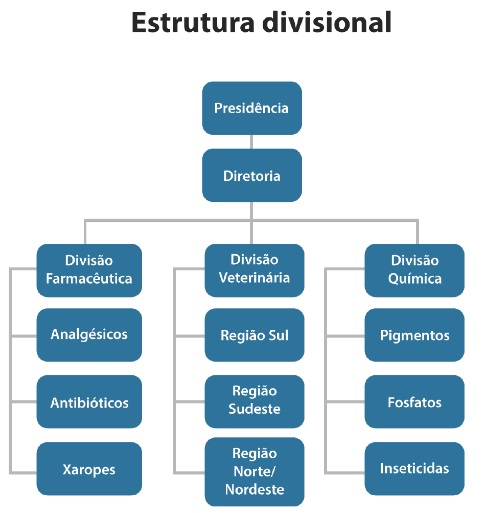 Estrutura divisional
Presidência
Diretoria
Divisão
Farmacêutica
Analgésicos
Antibióticos
Xaropes
Divisão
Veterinária
Região Sul
Região
Sudeste
Região
Norte/
Nordeste
Divisão
Química
Pigmentos
Fosfatos
Inseticidas